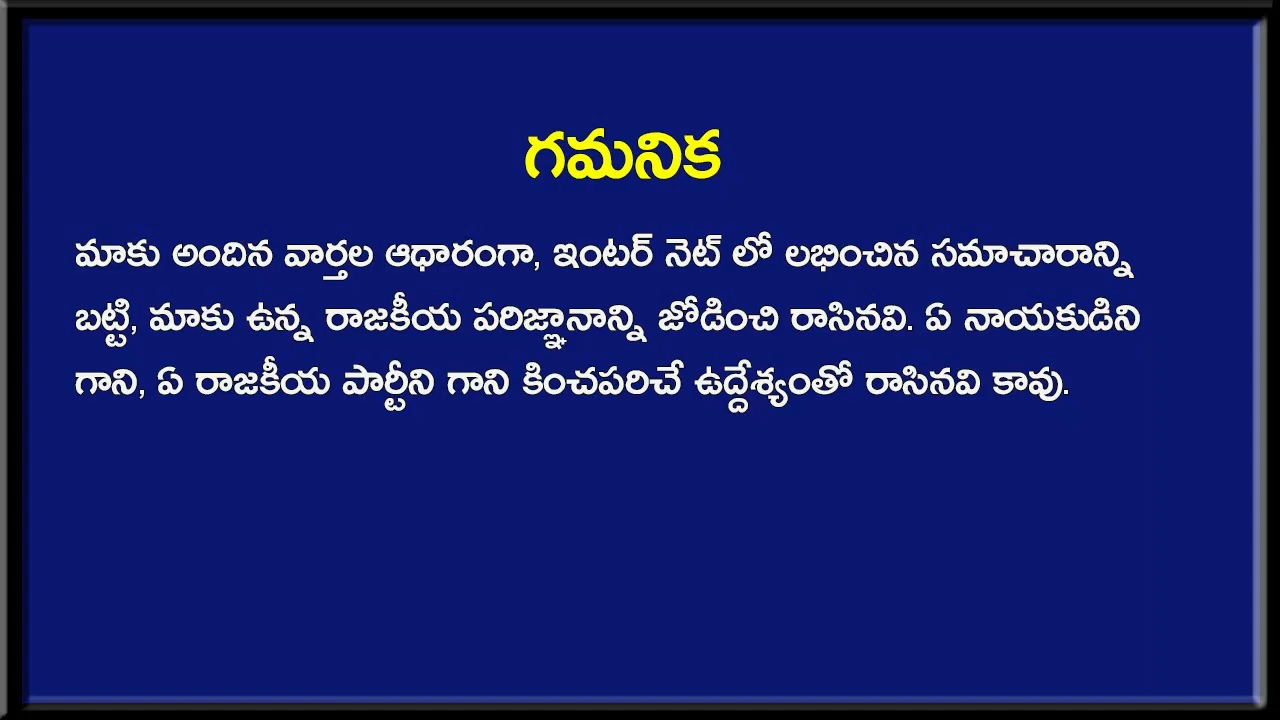 గమనిక
మాకు అందిన వార్తల ఆధారంగా, ఇంటర్ నెట్ లో లభించిన సమాచారాన్ని
బట్టి, మాకు ఉన్న రాజకీయ పరిజ్ఞానాన్ని జోడించి రాసినవి. ఏ నాయకుడిని
గాని, ఏ రాజకీయ పార్టీని గాని కించపరిచే ఉద్దేశ్యంతో రాసినవి కావు.